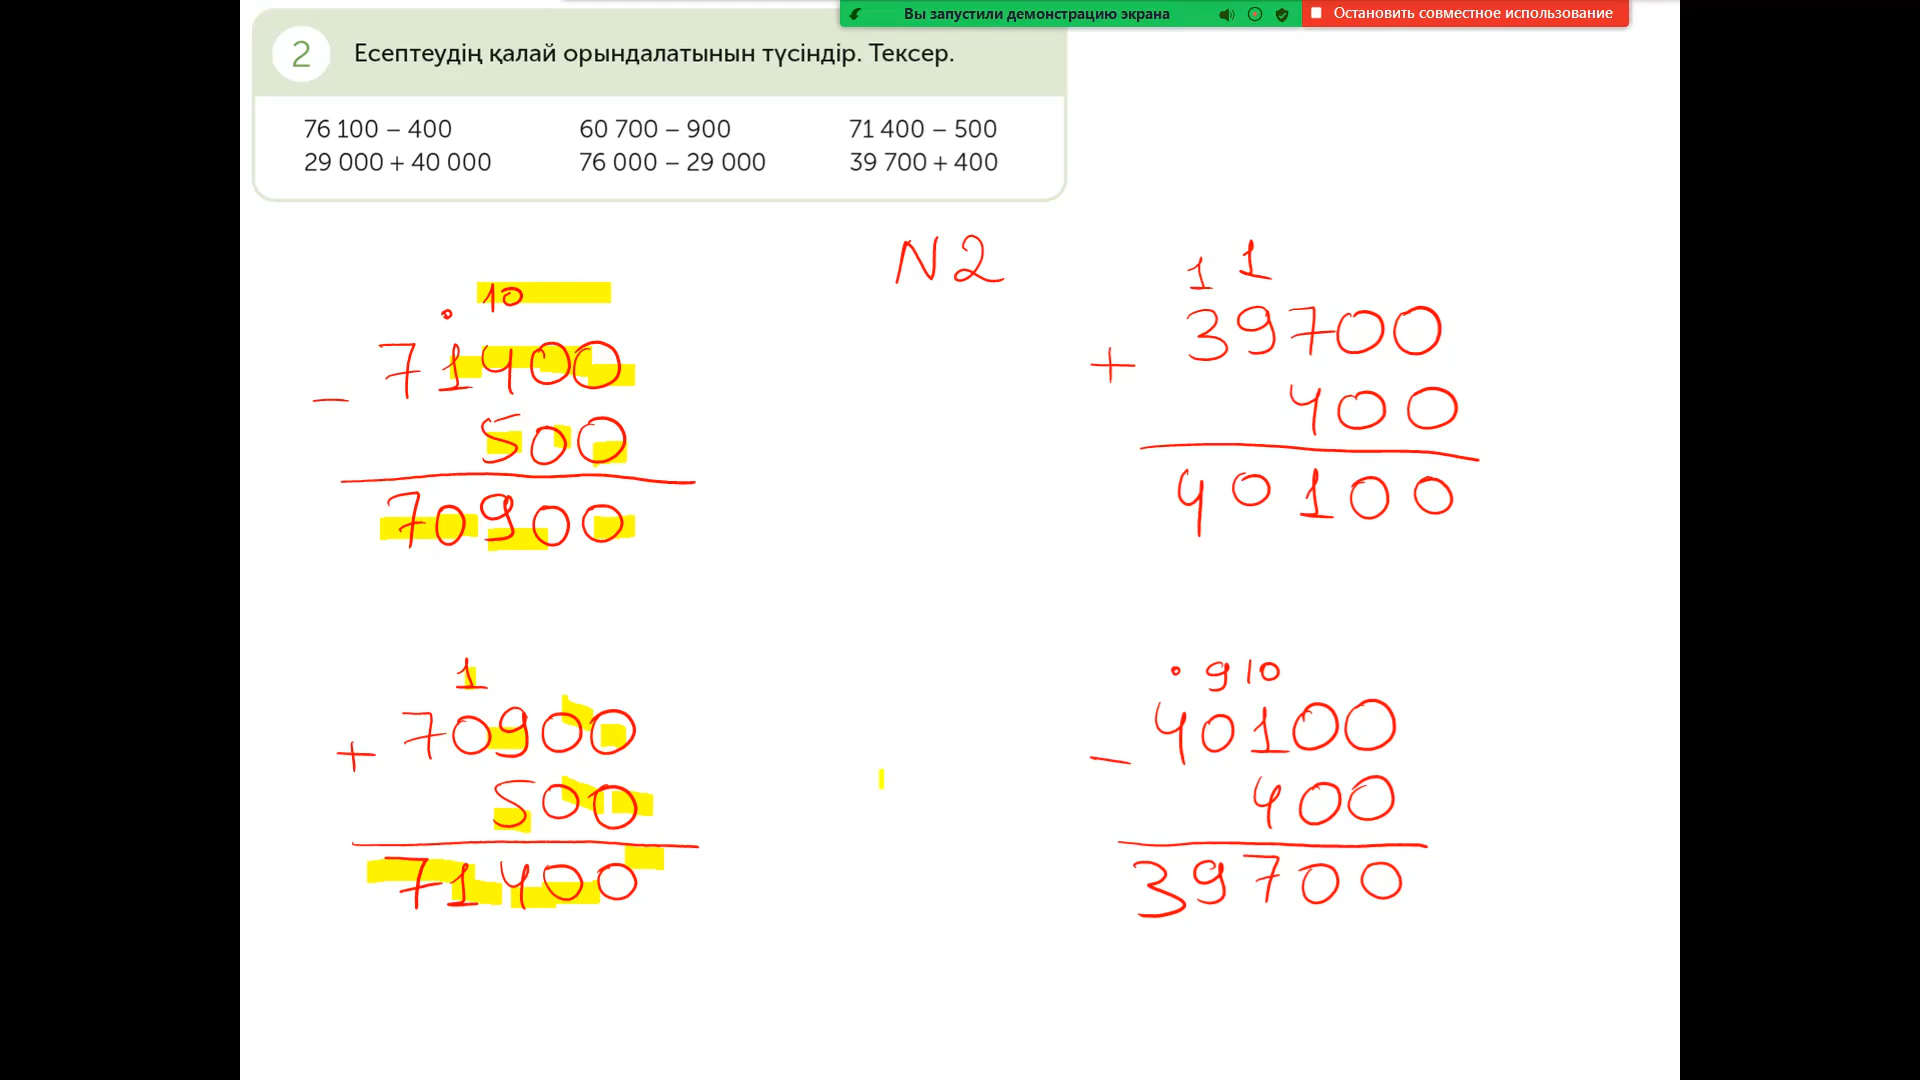 Вы запустили демонстрацию экрана
Остановить совместное использование
2 Есептеудің қалай орындалатынын түсіндір. Тексер.
76 100 – 400 60 700 – 900 71 400 – 500
29 000 + 40 000 76 000 – 29 000 39 700 + 400
N2
10
71400
–
500
70900
1 1
39700
+
400
40100
1
70900
+
500
71400
• 9 10
40100
–
400
39700